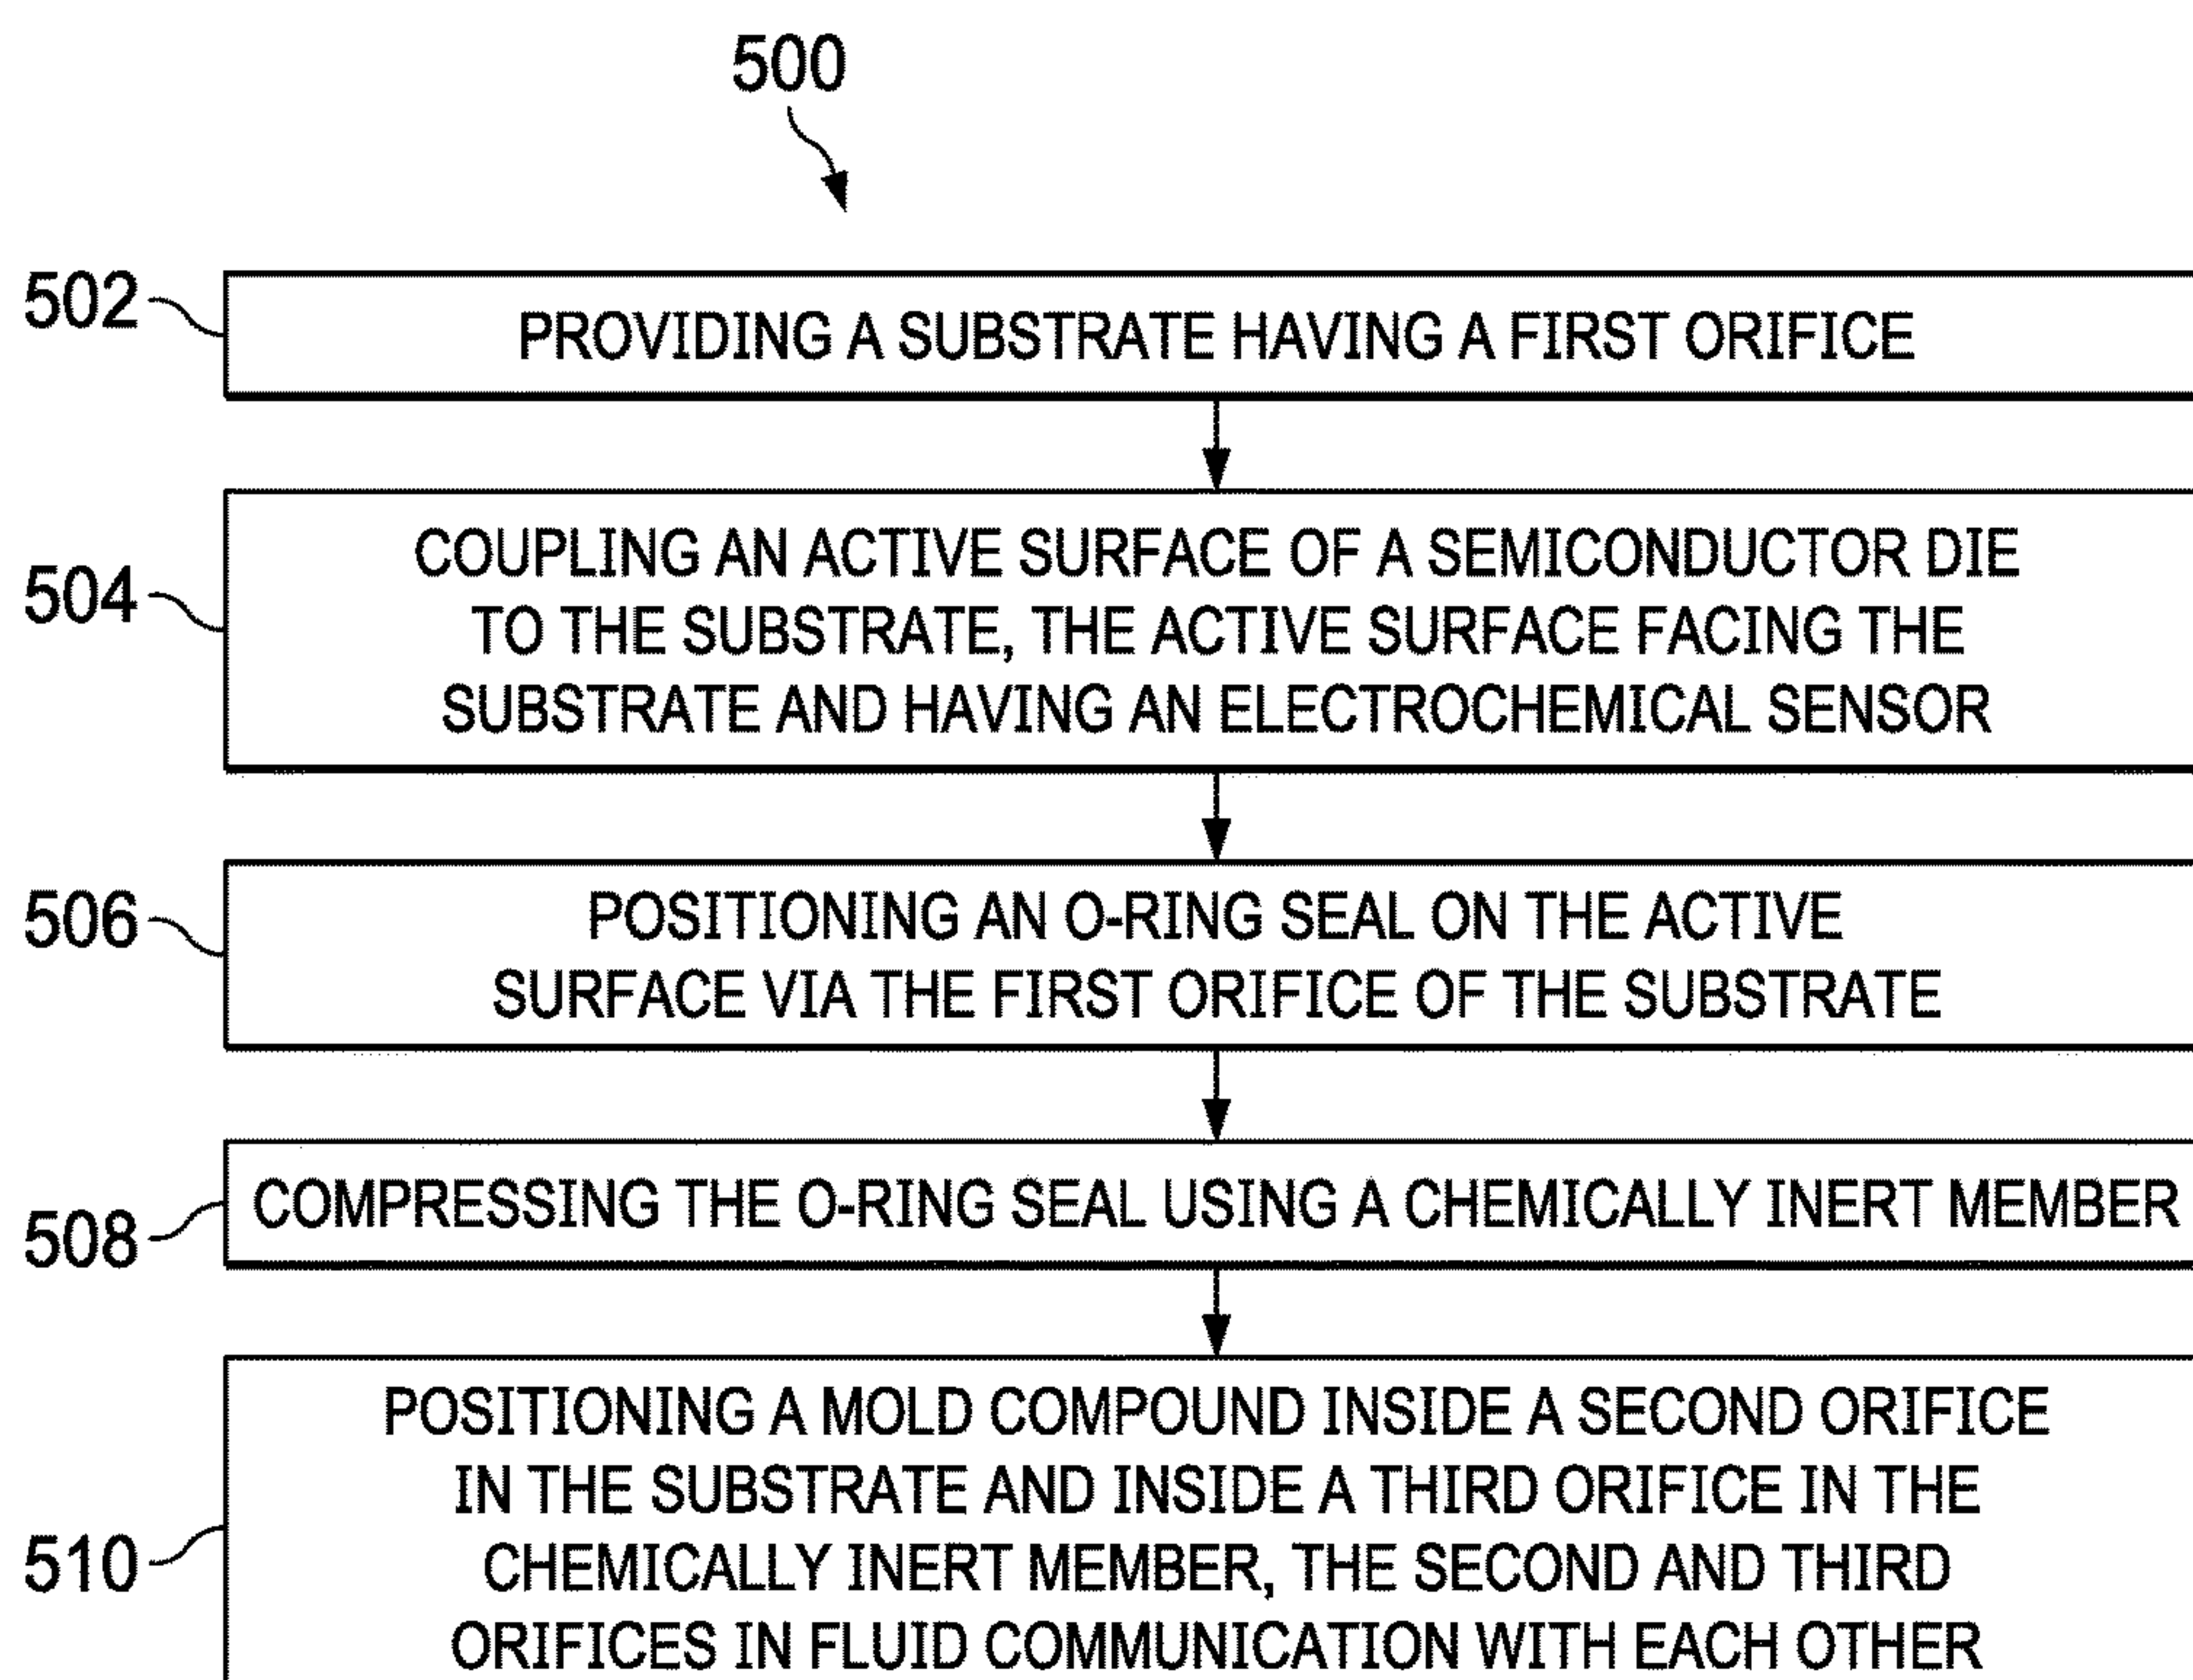 500
502
PROVIDING A SUBSTRATE HAVING A FIRST ORIFICE
504
COUPLING AN ACTIVE SURFACE OF A SEMICONDUCTOR DIE
TO THE SUBSTRATE, THE ACTIVE SURFACE FACING THE
SUBSTRATE AND HAVING AN ELECTROCHEMICAL SENSOR
506
POSITIONING AN O-RING SEAL ON THE ACTIVE
SURFACE VIA THE FIRST ORIFICE OF THE SUBSTRATE
508
COMPRESSING THE O-RING SEAL USING A CHEMICALLY INERT MEMBER
510
POSITIONING A MOLD COMPOUND INSIDE A SECOND ORIFICE
IN THE SUBSTRATE AND INSIDE A THIRD ORIFICE IN THE
CHEMICALLY INERT MEMBER, THE SECOND AND THIRD
ORIFICES IN FLUID COMMUNICATION WITH EACH OTHER